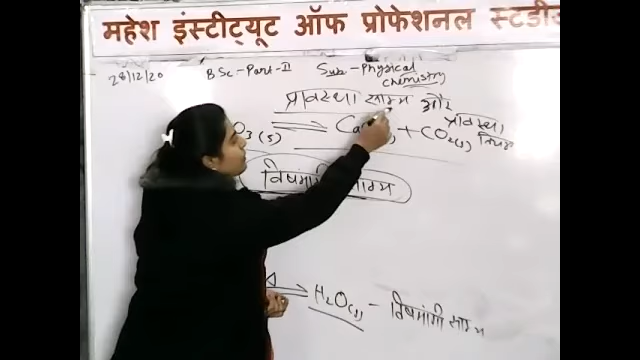 महेश इंस्टीट्यूट ऑफ प्रोफेशनल स्टडीज
28/12/20 BSc-Part-II Sub-Physical chemistry
प्रावस्था साम्य और प्रावस्था नियम
O3(s) ⇌ Ca + CO2(g)
विषमांगी साम्य
⇌ H2O(g) - विषमांगी साम्य